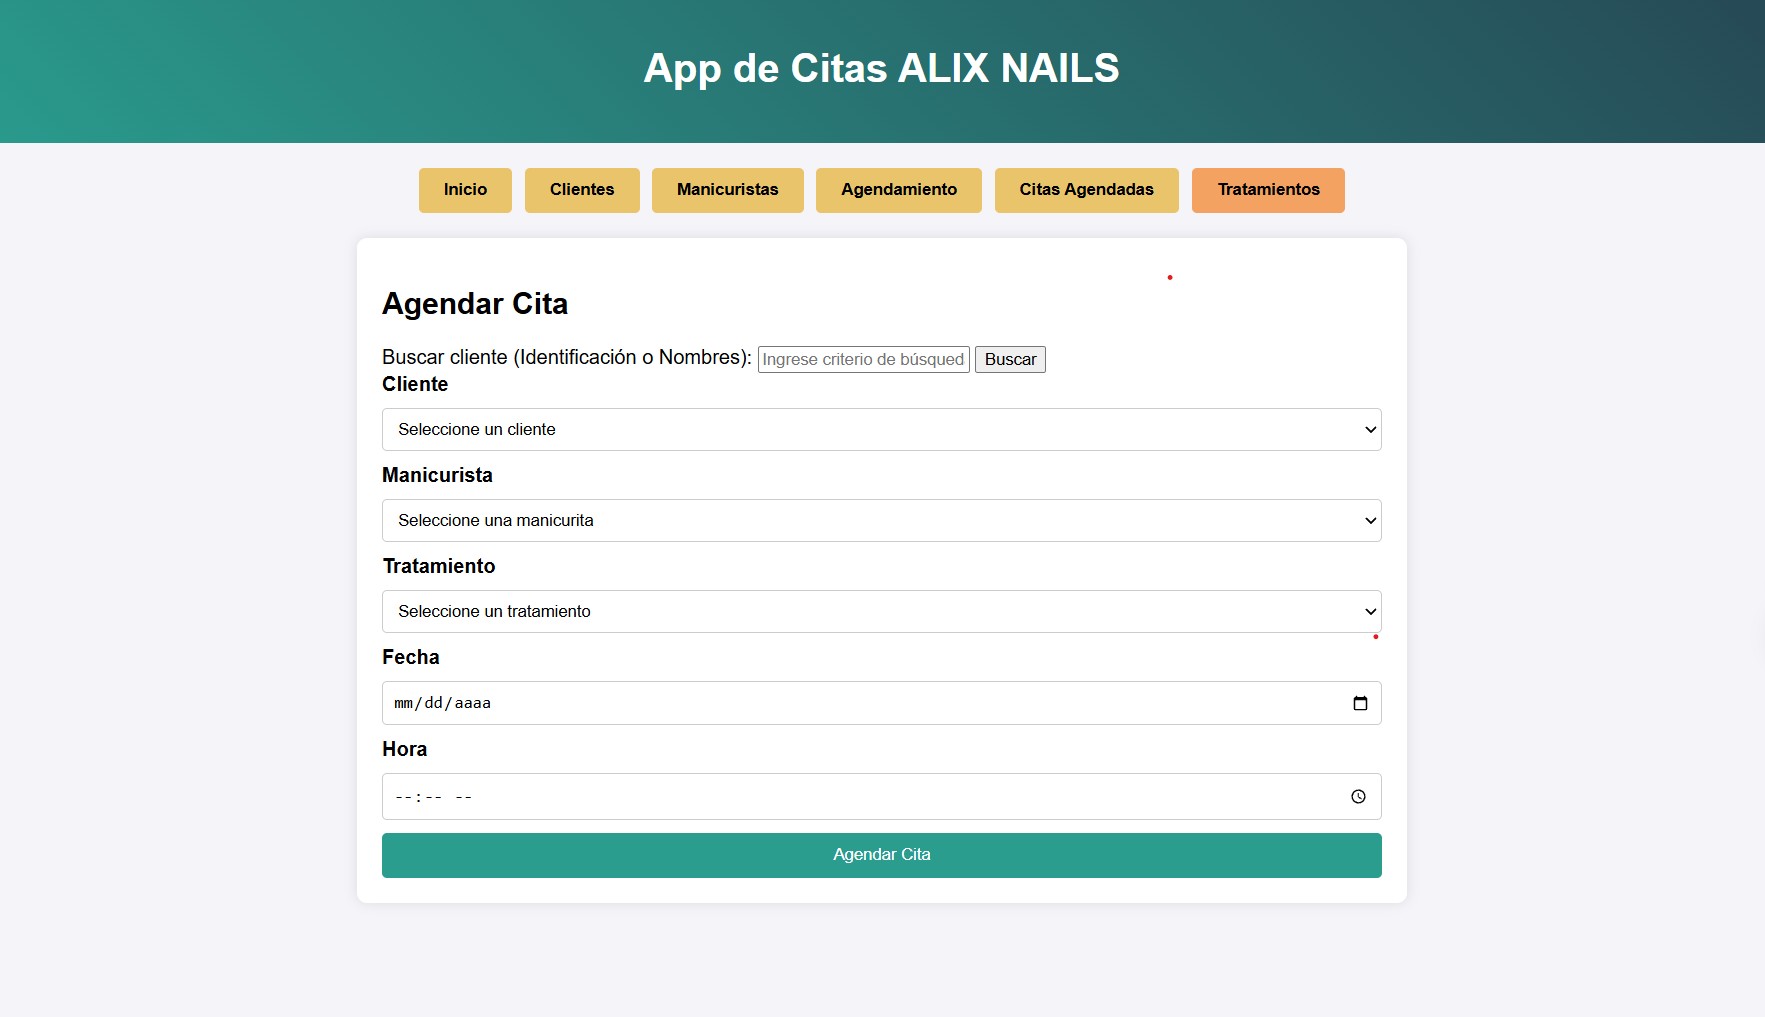 App de Citas ALIX NAILS
Inicio Clientes Manicuristas Agendamiento Citas Agendadas Tratamientos
Agendar Cita
Buscar cliente (Identificación o Nombres): Ingrese criterio de búsqued Buscar
Cliente
Seleccione un cliente
Manicurista
Seleccione una manicurita
Tratamiento
Seleccione un tratamiento
Fecha
mm/dd/aaaa
Hora
--:-- --
Agendar Cita